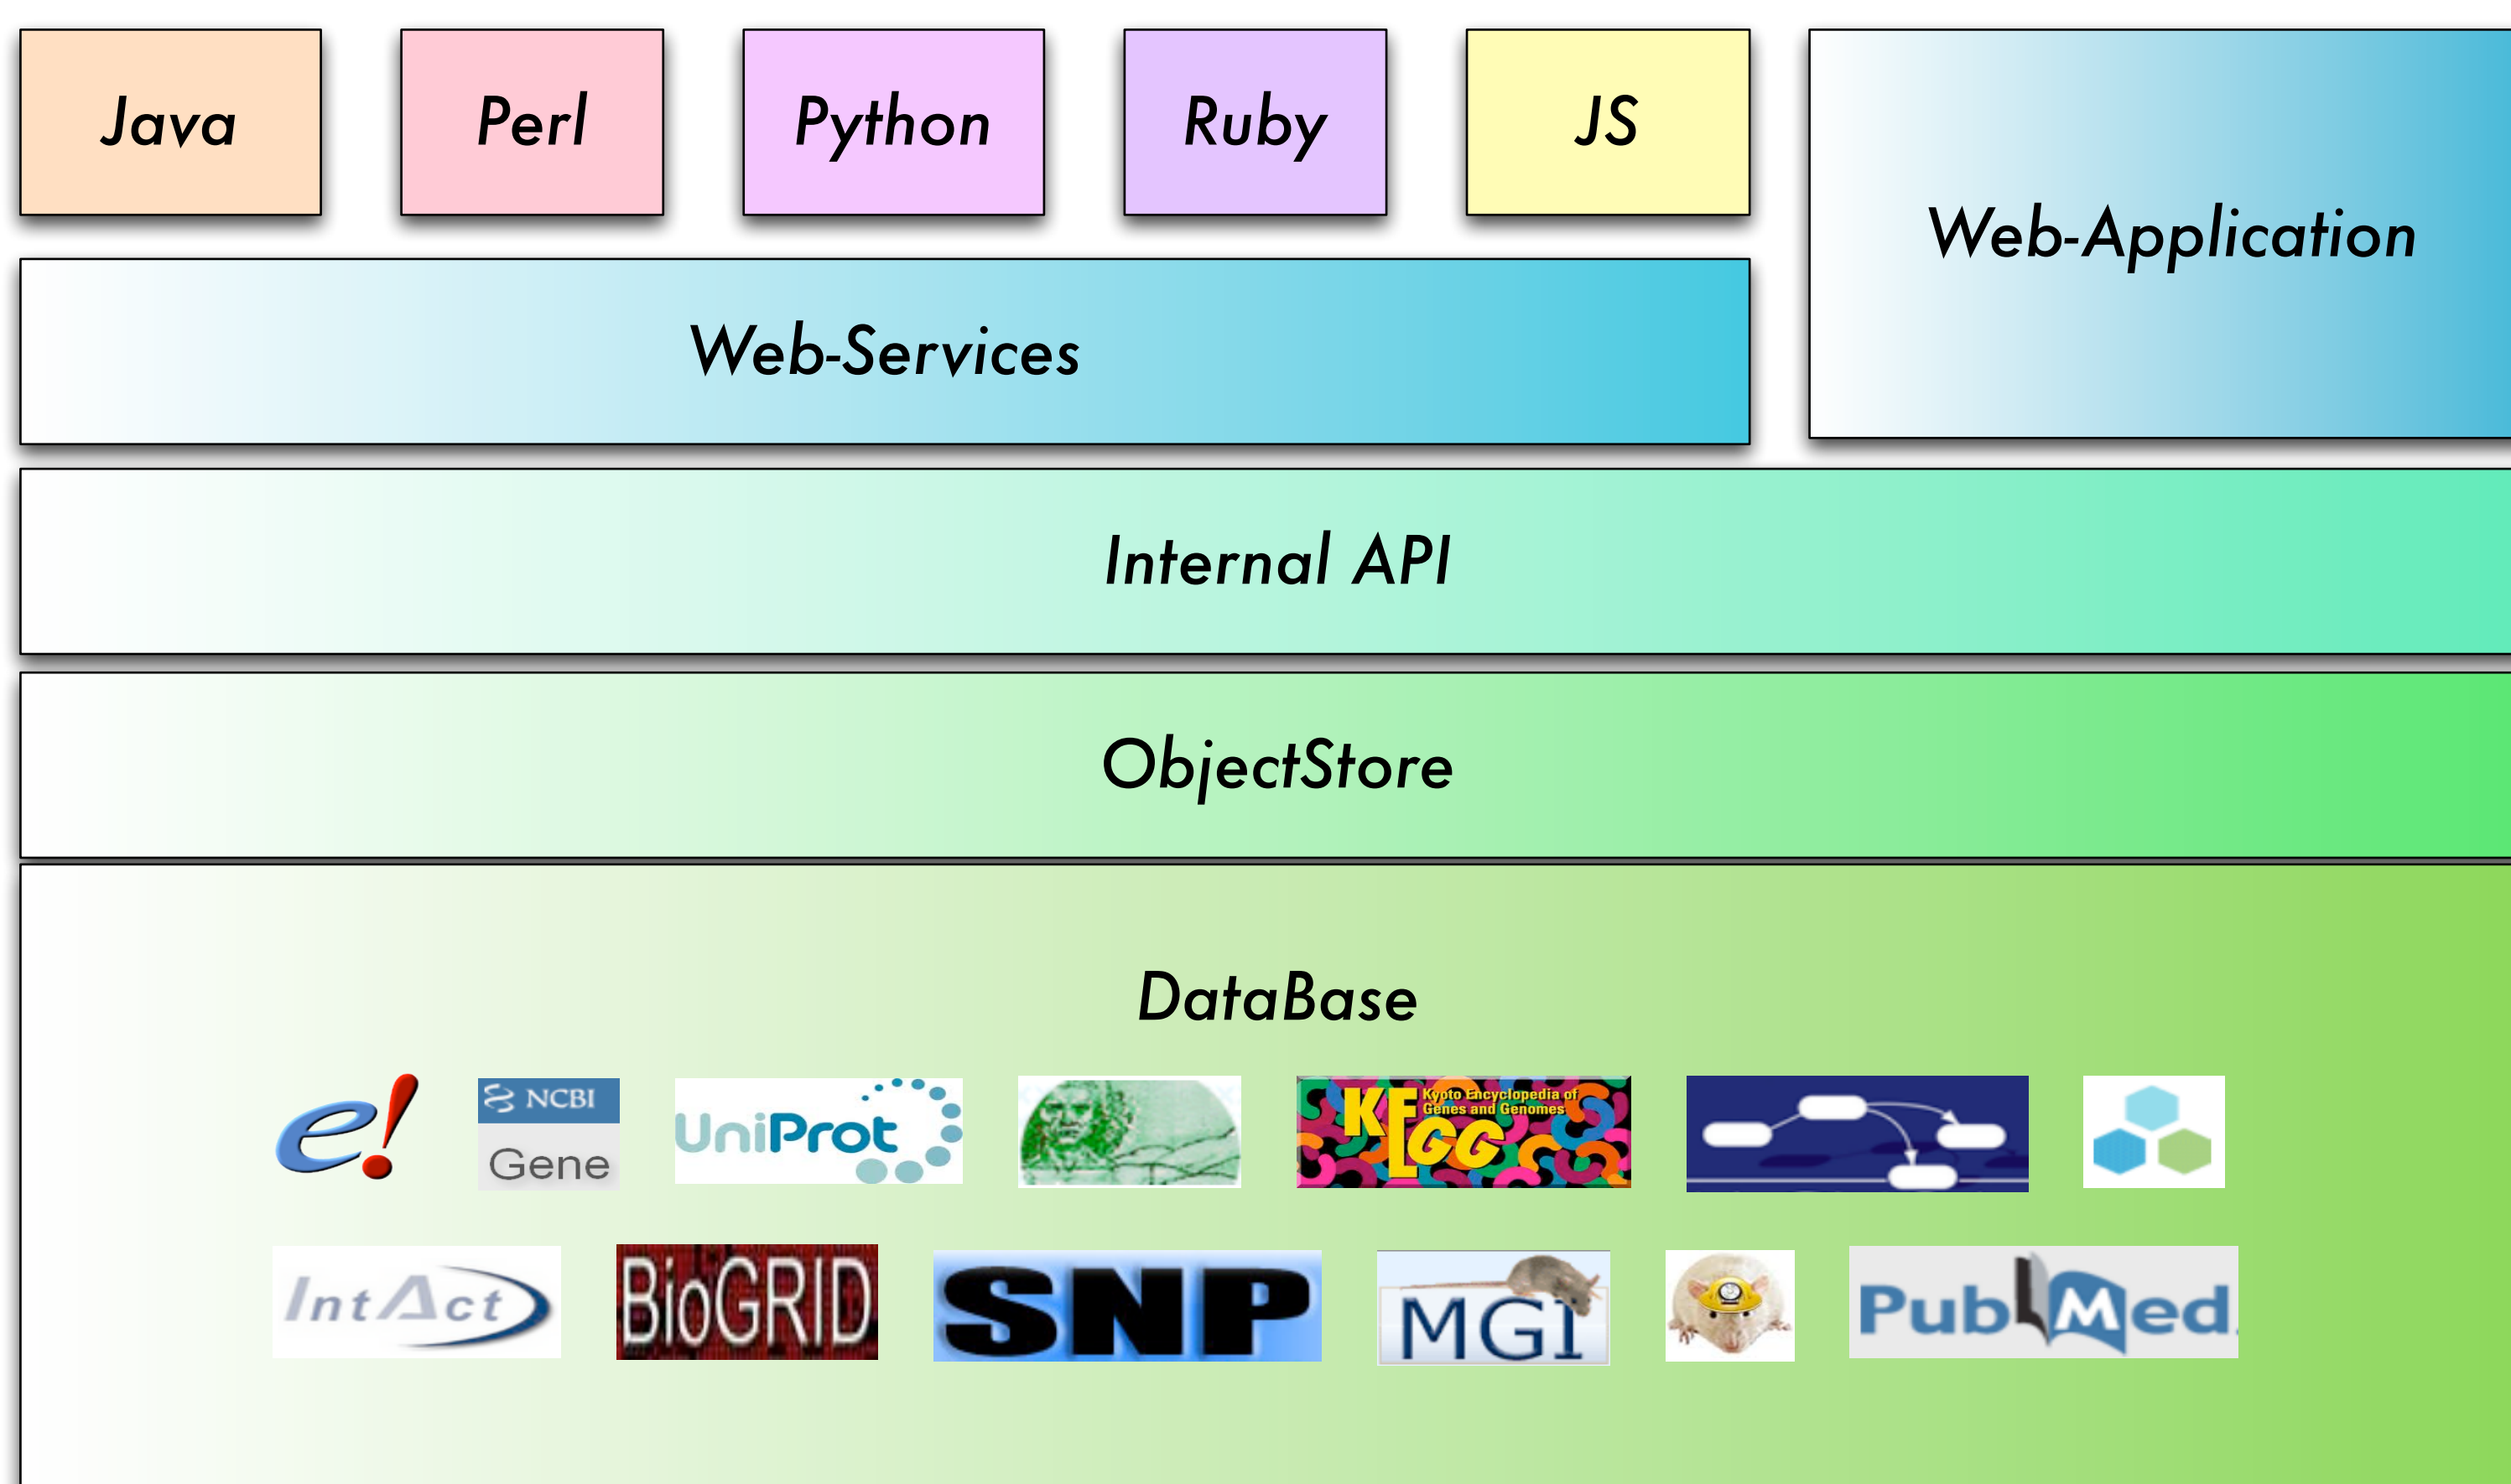 Java
Perl
Python
Ruby
JS
Web-Application
Web-Services
Internal API
ObjectStore
DataBase
e!
NCBI
Gene
UniProt
KEGG
Kyoto Encyclopedia of
Genes and Genomes
IntAct
BioGRID
SNP
MGI
PubMed